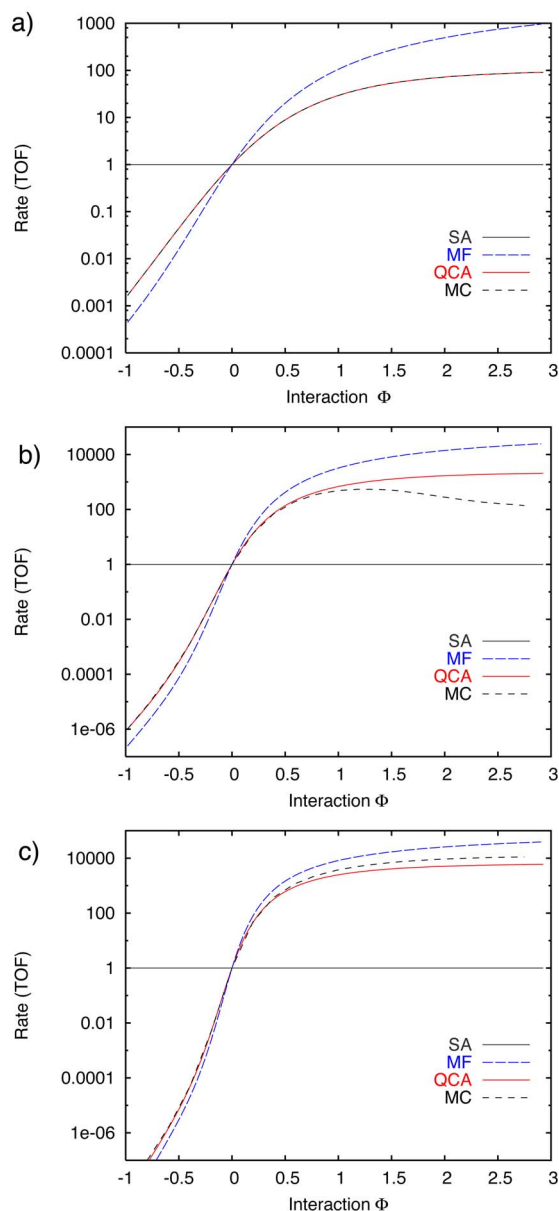 a)
1000
100
10
1
0.1
0.01
0.001
0.0001
Rate (TOF)
SA
MF
QCA
MC
-1 -0.5 0 0.5 1 1.5 2 2.5 3
Interaction Φ
b)
10000
100
1
0.01
0.0001
1e-06
Rate (TOF)
SA
MF
QCA
MC
-1 -0.5 0 0.5 1 1.5 2 2.5 3
Interaction Φ
c)
10000
100
1
0.01
0.0001
1e-06
Rate (TOF)
SA
MF
QCA
MC
-1 -0.5 0 0.5 1 1.5 2 2.5 3
Interaction Φ